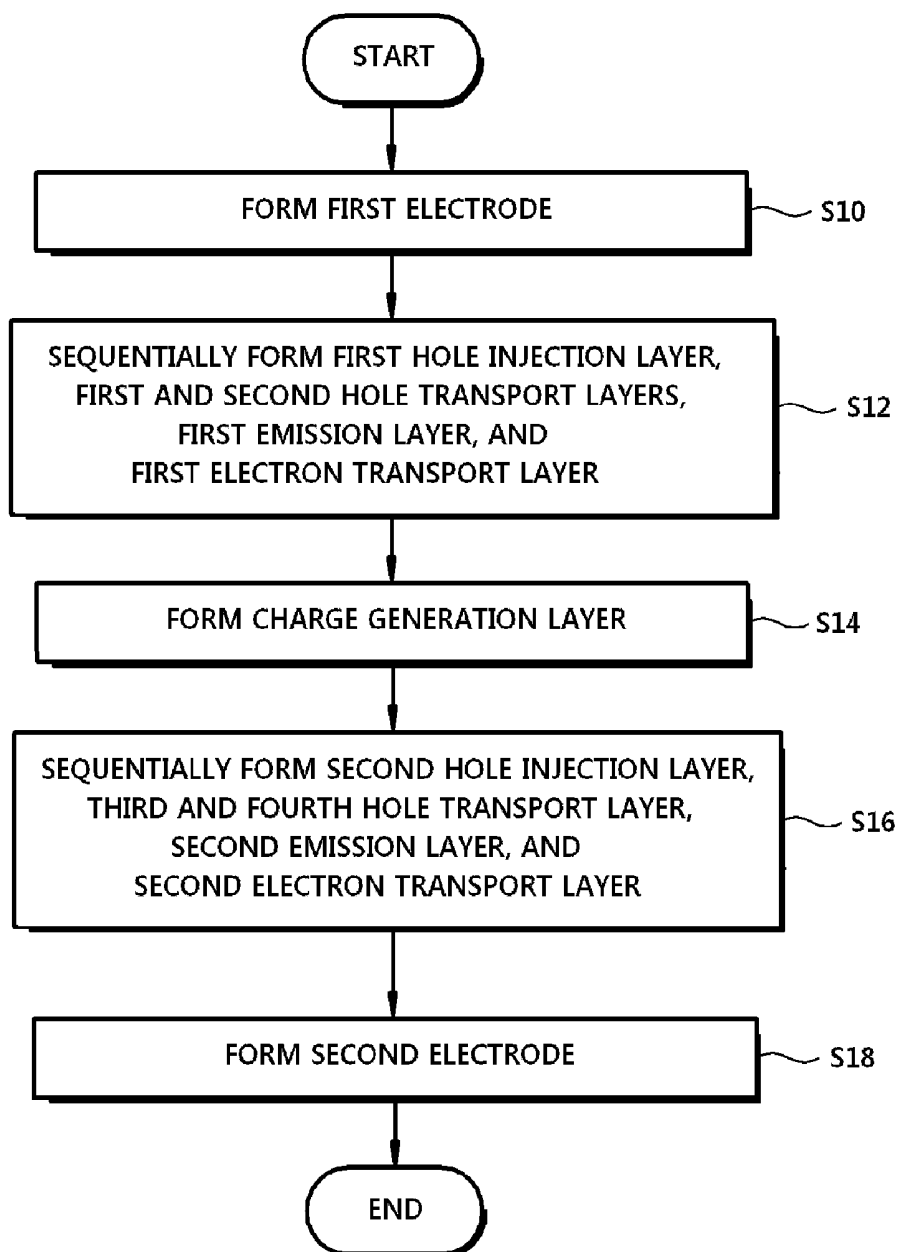 START
FORM FIRST ELECTRODE
S10
SEQUENTIALLY FORM FIRST HOLE INJECTION LAYER,
FIRST AND SECOND HOLE TRANSPORT LAYERS,
FIRST EMISSION LAYER, AND
FIRST ELECTRON TRANSPORT LAYER
S12
FORM CHARGE GENERATION LAYER
S14
SEQUENTIALLY FORM SECOND HOLE INJECTION LAYER,
THIRD AND FOURTH HOLE TRANSPORT LAYER,
SECOND EMISSION LAYER, AND
SECOND ELECTRON TRANSPORT LAYER
S16
FORM SECOND ELECTRODE
S18
END